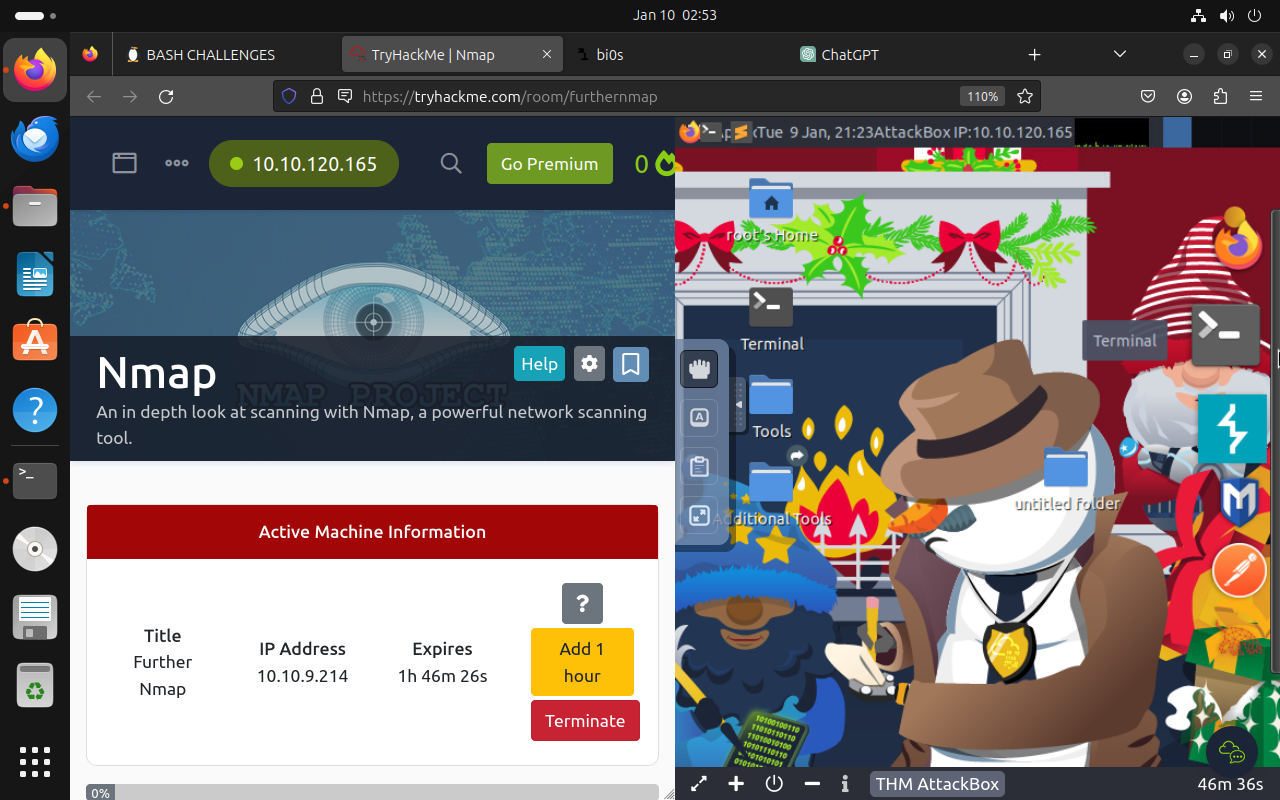 Jan 10 02:53
BASH CHALLENGES
TryHackMe | Nmap
bi0s
ChatGPT
https://tryhackme.com/room/furthernmap
110%
10.10.120.165
Go Premium
0
Tue 9 Jan, 21:23 AttackBox IP:10.10.120.165
root's Home
Terminal
Terminal
Tools
untitled folder
Additional Tools
Nmap
Help
NMAP PROJECT
An in depth look at scanning with Nmap, a powerful network scanning
tool.
Active Machine Information
?
Title
Further
Nmap
IP Address
10.10.9.214
Expires
1h 46m 26s
Add 1
hour
Terminate
0%
THM AttackBox
46m 36s